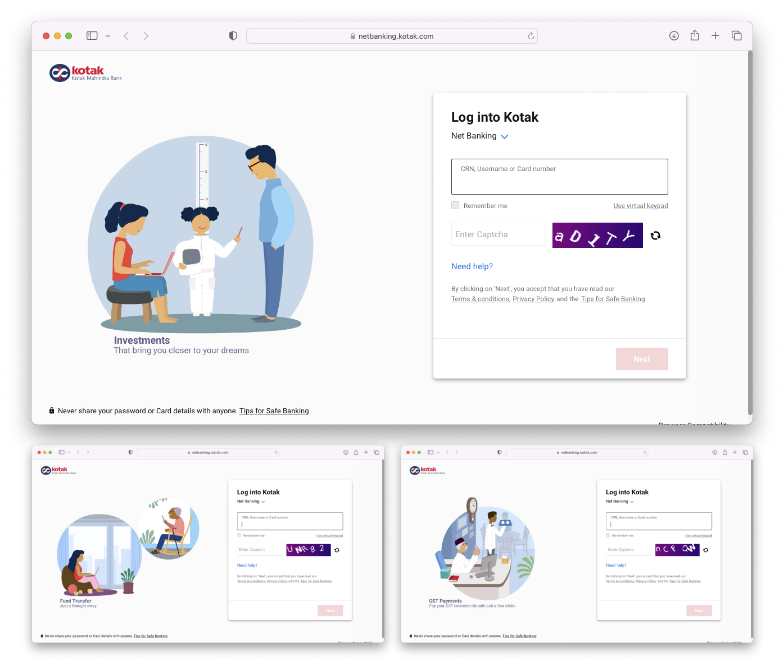 netbanking.kotak.com
kotak
Kotak Mahindra Bank
Log into Kotak
Net Banking
CRN, Username or Card number
Remember me
Use virtual keypad
Enter Captcha
aDITY
Need help?
By clicking on 'Next', you accept that you have read our
Terms & conditions, Privacy Policy and the Tips for Safe Banking
Next
Investments
That bring you closer to your dreams
Never share your password or Card details with anyone. Tips for Safe Banking
netbanking.kotak.com
kotak
Log into Kotak
Net Banking
CRN, Username or Card number
Remember me
Use virtual keypad
Enter Captcha
Need help?
By clicking on 'Next', you accept that you have read our
Terms & conditions, Privacy Policy and the Tips for Safe Banking
Next
Fund Transfer
Just a thought away
Never share your password or Card details with anyone. Tips for Safe Banking
netbanking.kotak.com
kotak
Log into Kotak
Net Banking
CRN, Username or Card number
Remember me
Use virtual keypad
Enter Captcha
Need help?
By clicking on 'Next', you accept that you have read our
Terms & conditions, Privacy Policy and the Tips for Safe Banking
Next
GST Payments
Pay your GST conveniently with just a few clicks
Never share your password or Card details with anyone. Tips for Safe Banking